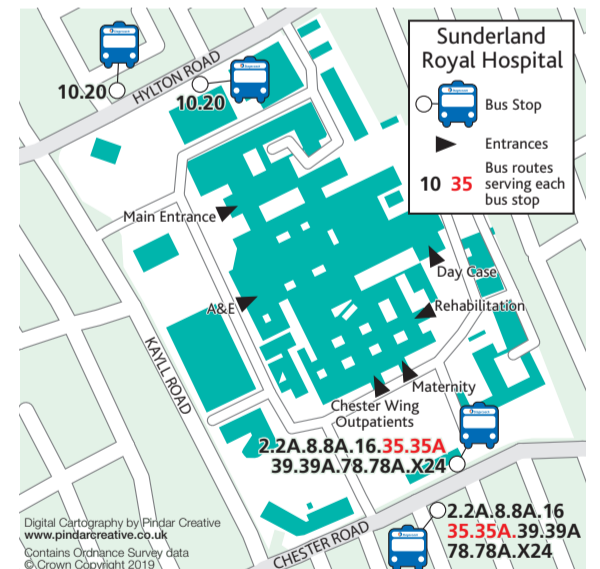 Sunderland
Royal Hospital
Bus Stop
Entrances
10 35
Bus routes
serving each
bus stop
HYLTON ROAD
10.20
10.20
Main Entrance
A&E
Day Case
Rehabilitation
Maternity
Chester Wing
Outpatients
KAYLL ROAD
2.2A.8.8A.16.35.35A
39.39A.78.78A.X24
2.2A.8.8A.16
35.35A.39.39A
78.78A.X24
CHESTER ROAD
Digital Cartography by Pindar Creative
www.pindarcreative.co.uk
Contains Ordnance Survey data
© Crown Copyright 2019